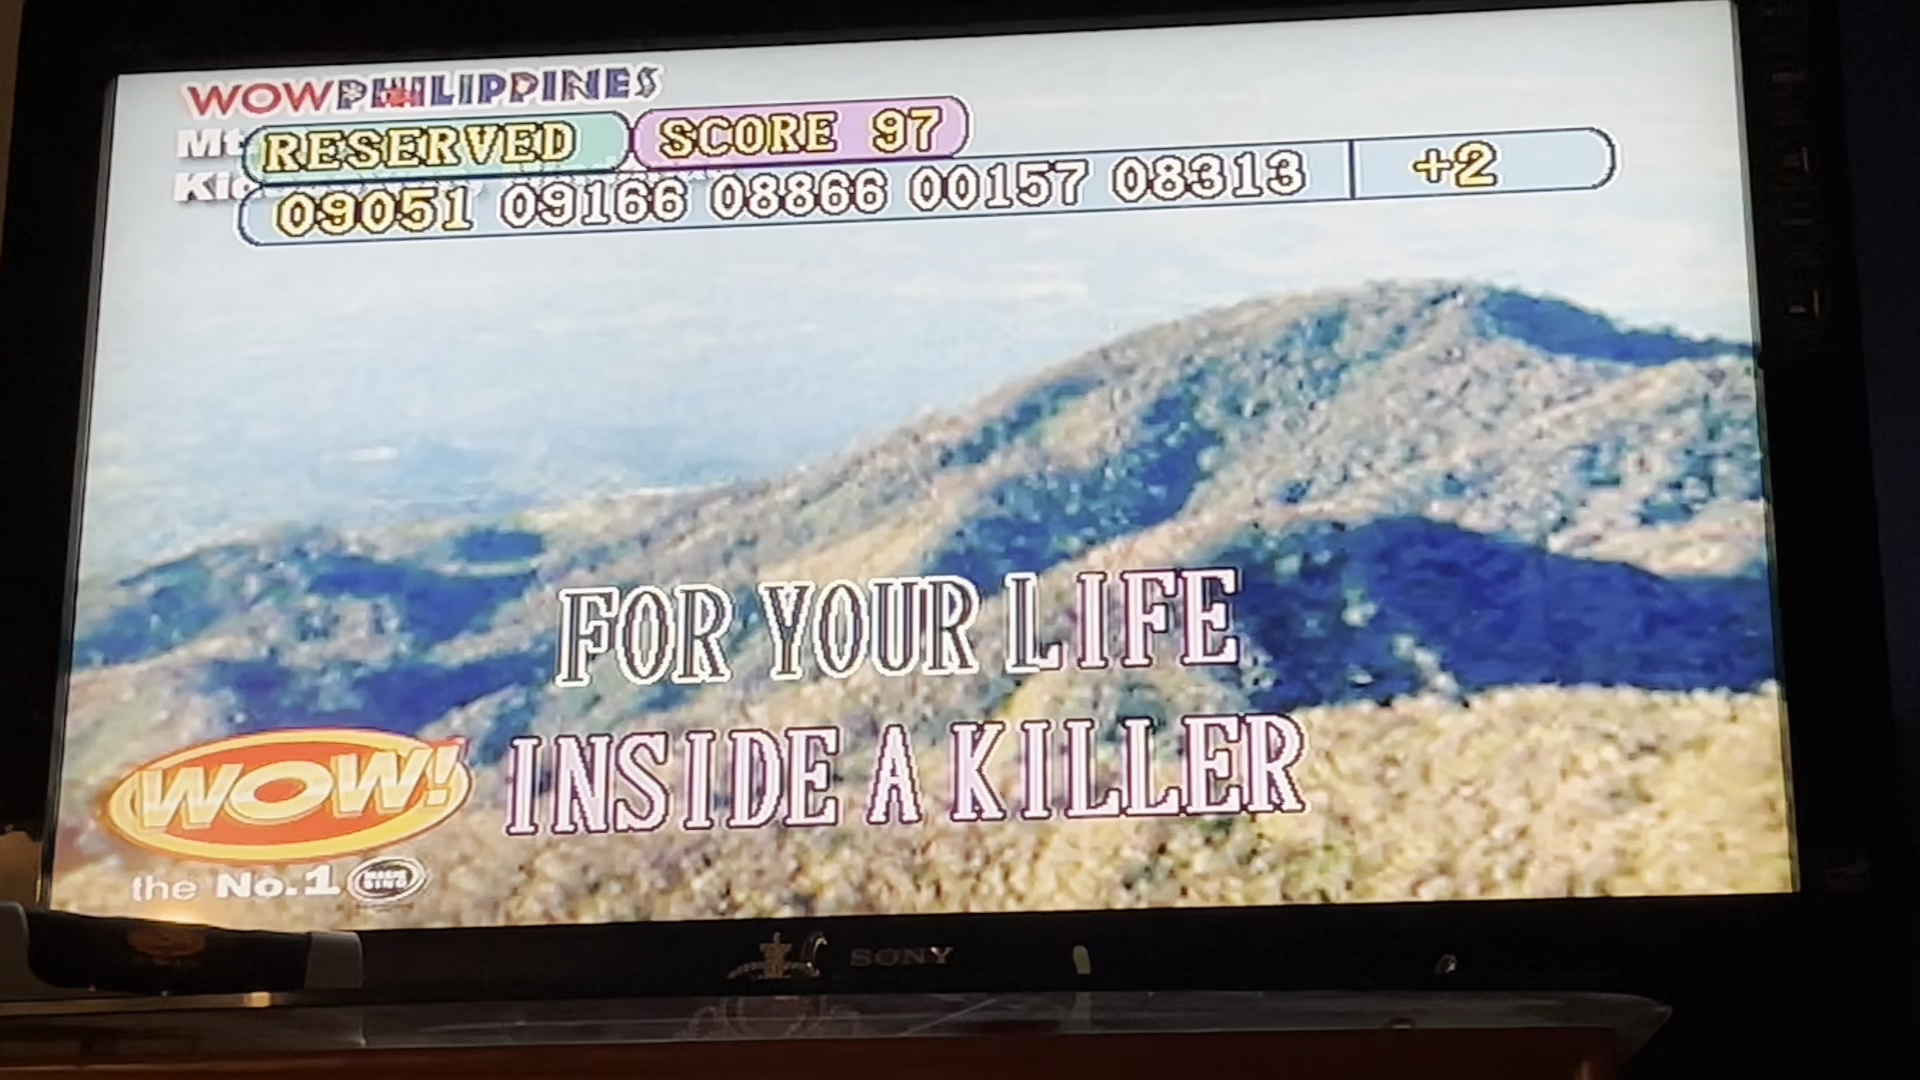 WOWPHILIPPINES
Mt
RESERVED SCORE 97
09051 09166 08866 00157 08313 +2
FOR YOUR LIFE
INSIDE A KILLER
WOW!
the No.1
SONY